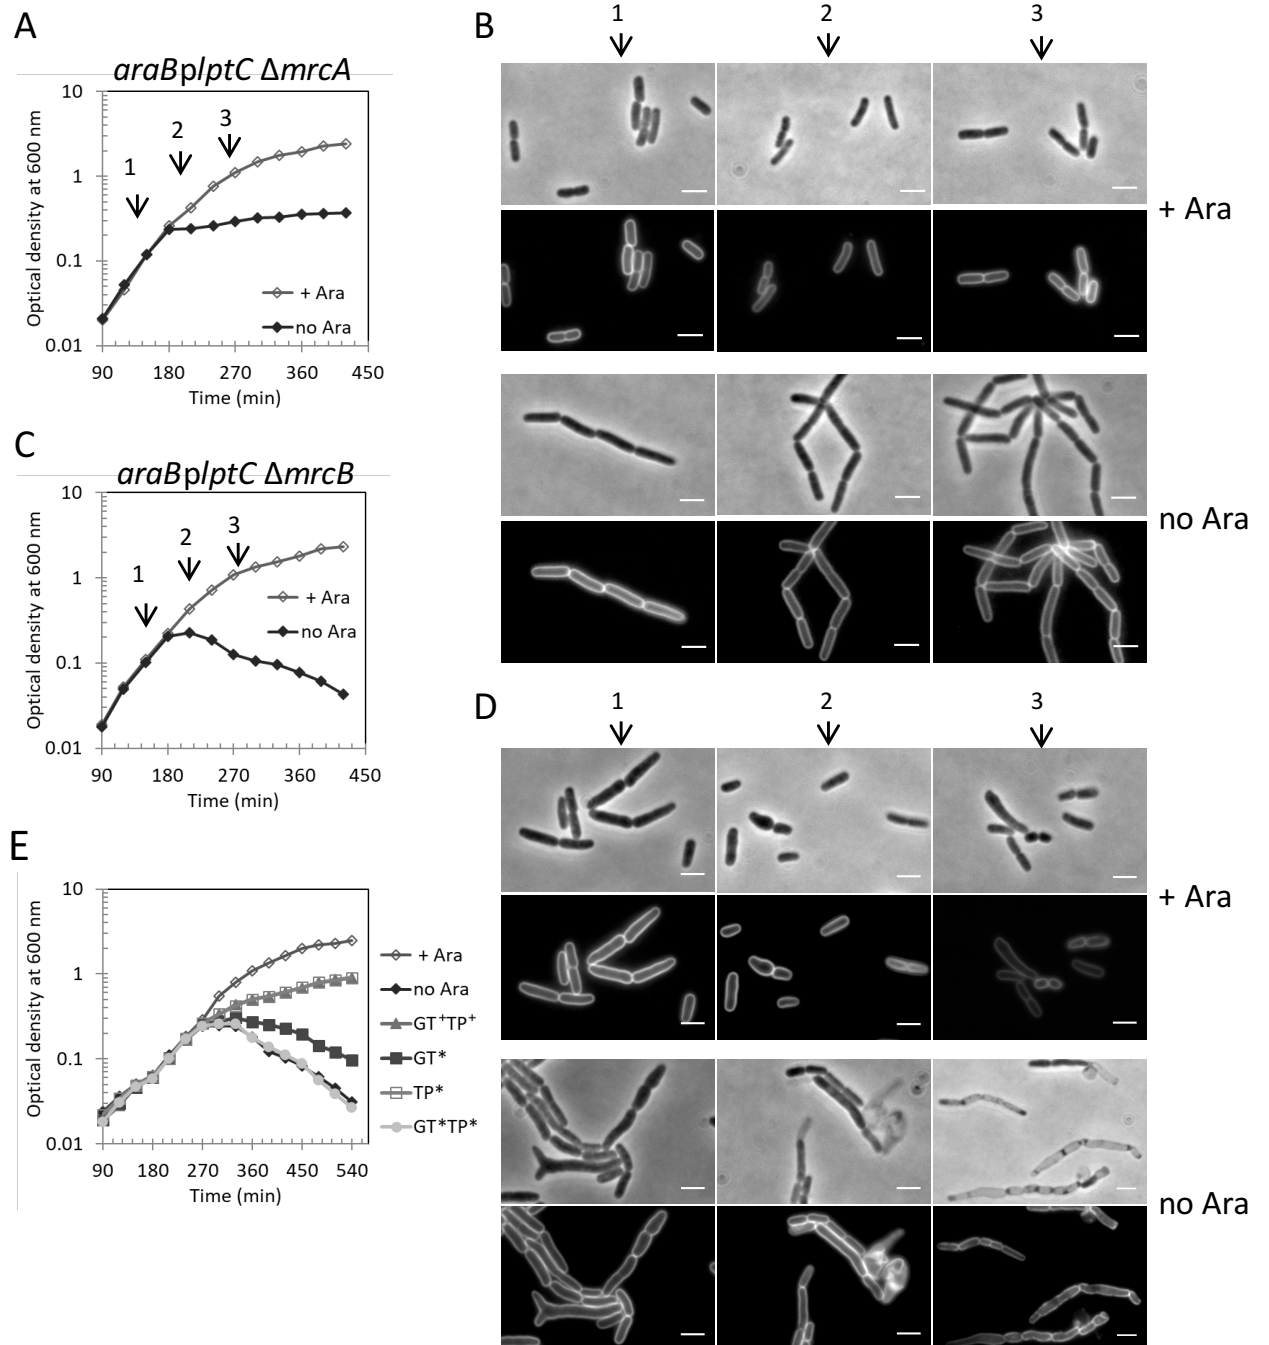 A
araBplptC ΔmrcA
10
1
0.1
0.01
Optical density at 600 nm
1
2
3
+ Ara
no Ara
90 180 270 360 450
Time (min)
B
1 2 3
+ Ara
no Ara
C
araBplptC ΔmrcB
10
1
0.1
0.01
Optical density at 600 nm
1
2
3
+ Ara
no Ara
90 180 270 360 450
Time (min)
D
1 2 3
+ Ara
no Ara
E
10
1
0.1
0.01
Optical density at 600 nm
90 180 270 360 450 540
Time (min)
+ Ara
no Ara
GT⁺TP⁺
GT*
TP*
GT*TP*